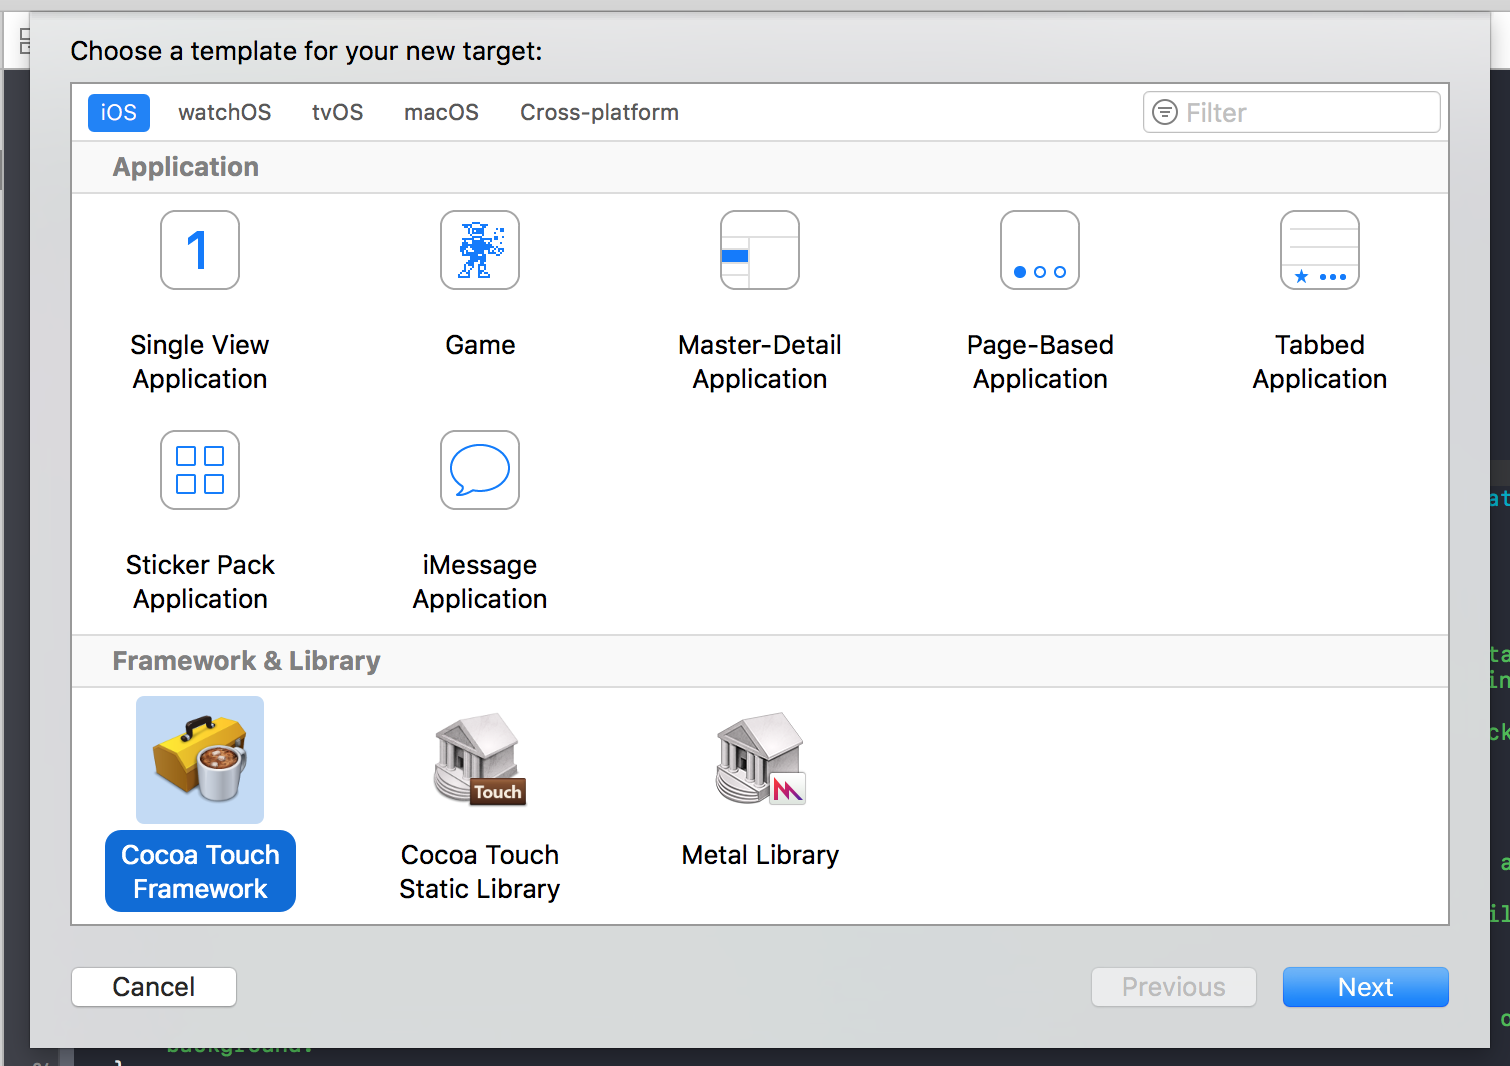 Choose a template for your new target:
iOS watchOS tvOS macOS Cross-platform Filter
Application
1
Single View Application
Game
Master-Detail Application
Page-Based Application
Tabbed Application
Sticker Pack Application
iMessage Application
Framework & Library
Touch
Cocoa Touch Framework
Cocoa Touch Static Library
Metal Library
Cancel Previous Next
background.